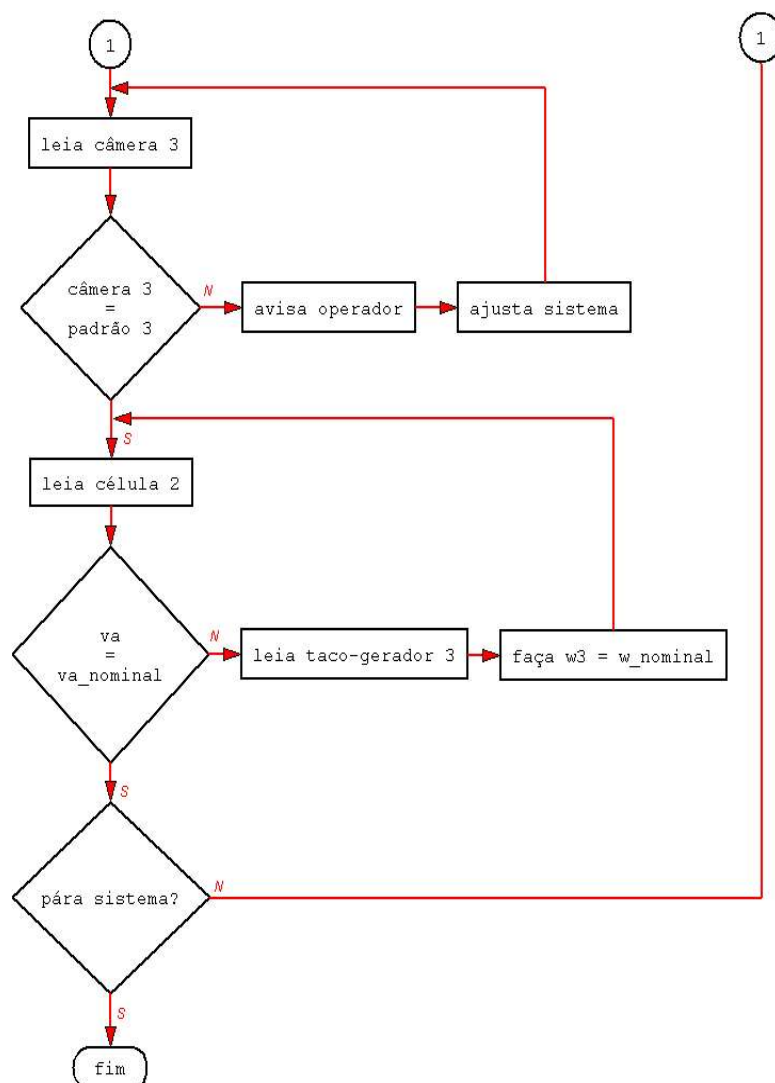 1
1
leia câmera 3
câmera 3
=
padrão 3
N
avisa operador
ajusta sistema
S
leia célula 2
va
=
va_nominal
N
leia taco-gerador 3
faça w3 = w_nominal
S
pára sistema?
N
S
fim